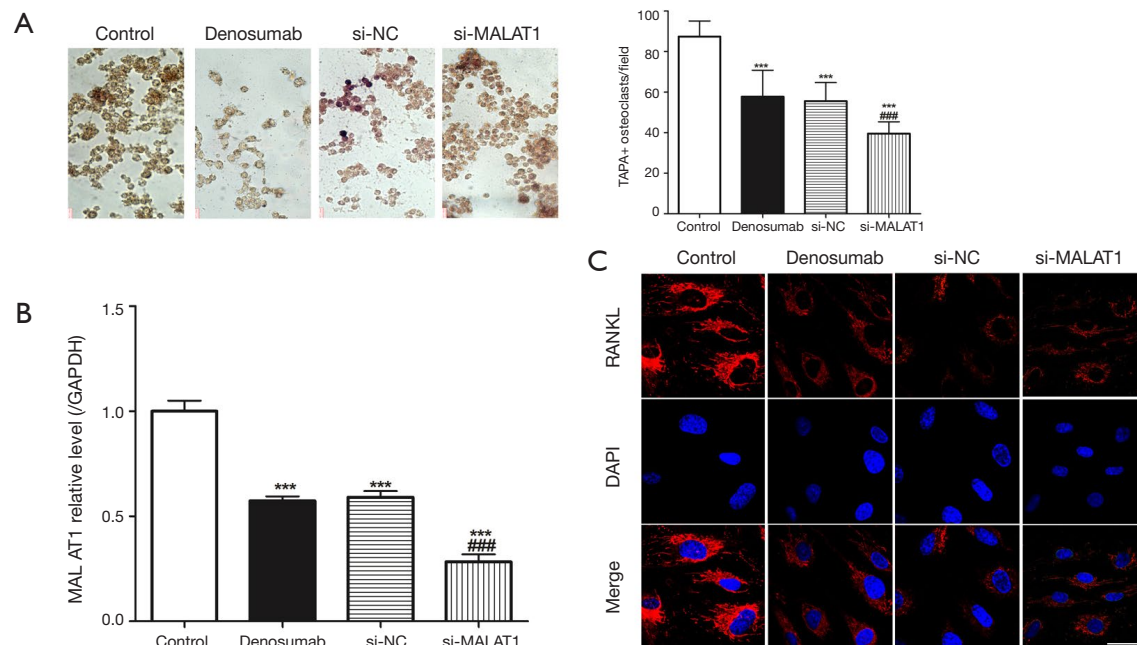 A
Control Denosumab si-NC si-MALAT1
TAPA+ osteoclasts/field
100
80
60
40
20
0
***
***
***
###
Control Denosumab si-NC si-MALAT1
B
MAL AT1 relative level (/GAPDH)
1.5
1.0
0.5
0.0
***
***
***
###
Control Denosumab si-NC si-MALAT1
C
Control Denosumab si-NC si-MALAT1
RANKL
DAPI
Merge